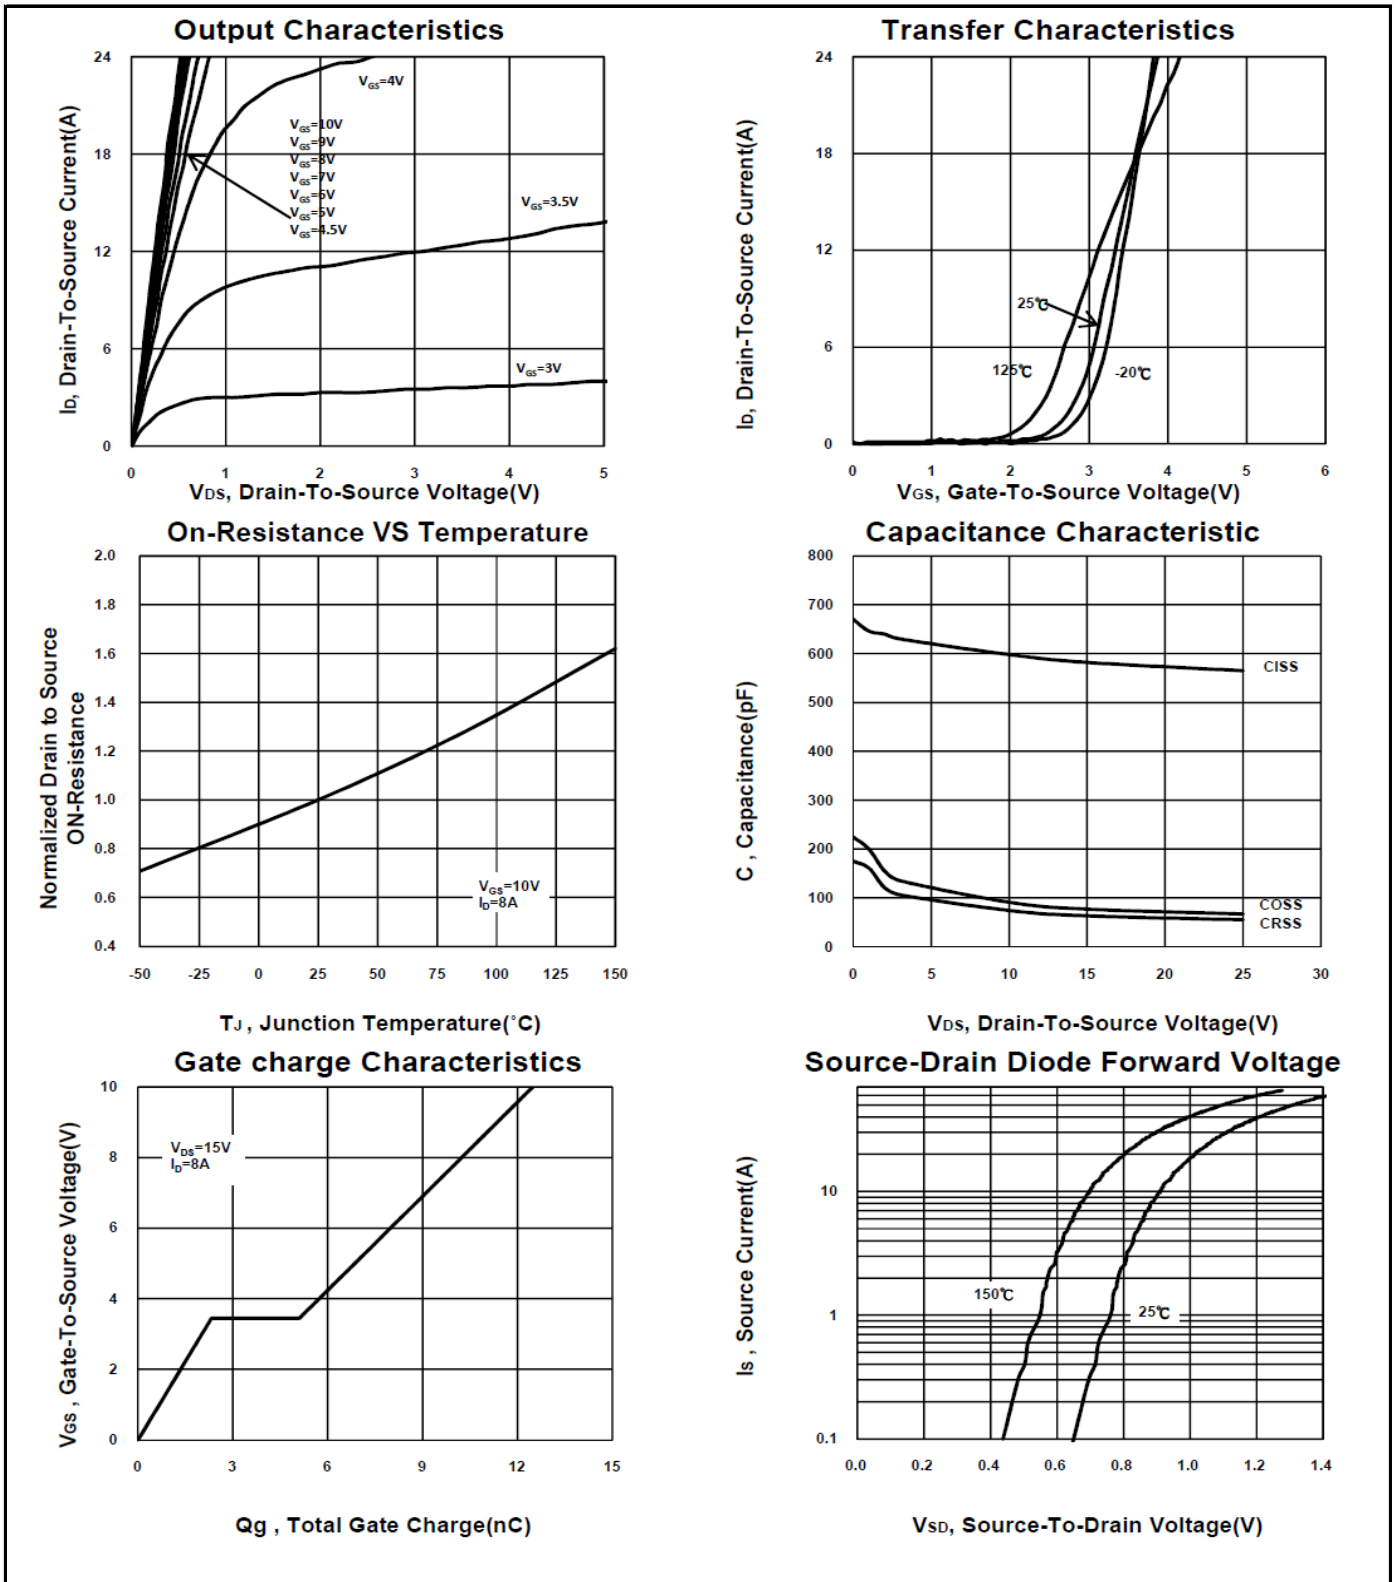 Output Characteristics
24
18
12
6
0
0 1 2 3 4 5
ID, Drain-To-Source Current(A)
VGS=4V
VGS=10V
VGS=9V
VGS=8V
VGS=7V
VGS=6V
VGS=5V
VGS=4.5V
VGS=3.5V
VGS=3V
VDS, Drain-To-Source Voltage(V)
Transfer Characteristics
24
18
12
6
0
0 1 2 3 4 5 6
ID, Drain-To-Source Current(A)
25℃
125℃
-20℃
VGS, Gate-To-Source Voltage(V)
On-Resistance VS Temperature
2.0
1.8
1.6
1.4
1.2
1.0
0.8
0.6
0.4
-50 -25 0 25 50 75 100 125 150
Normalized Drain to Source
ON-Resistance
VGS=10V
ID=8A
TJ , Junction Temperature(°C)
Capacitance Characteristic
800
700
600
500
400
300
200
100
0
0 5 10 15 20 25 30
C , Capacitance(pF)
CISS
COSS
CRSS
VDS, Drain-To-Source Voltage(V)
Gate charge Characteristics
10
8
6
4
2
0
0 3 6 9 12 15
VGS , Gate-To-Source Voltage(V)
VDS=15V
ID=8A
Qg , Total Gate Charge(nC)
Source-Drain Diode Forward Voltage
10
1
0.1
0.0 0.2 0.4 0.6 0.8 1.0 1.2 1.4
IS , Source Current(A)
150℃
25℃
VSD, Source-To-Drain Voltage(V)